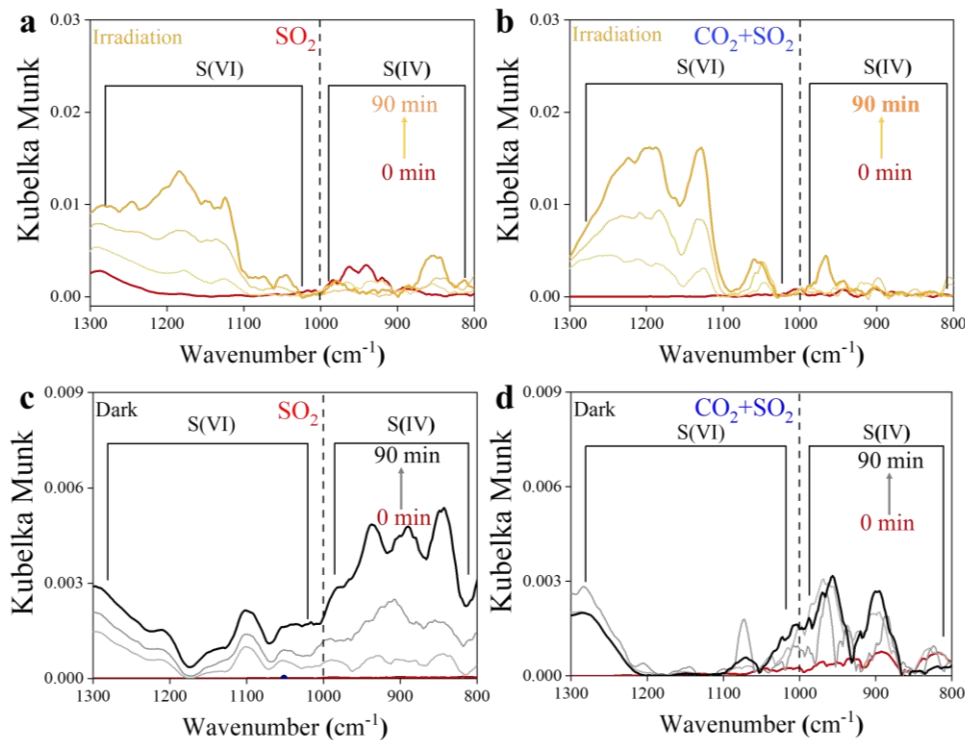 a
0.03
Irradiation
SO₂
S(VI)
S(IV)
0.02
90 min
0 min
0.01
0.00
Kubelka Munk
1300 1200 1100 1000 900 800
Wavenumber (cm⁻¹)
b
0.03
Irradiation
CO₂+SO₂
S(VI)
S(IV)
0.02
90 min
0 min
0.01
0.00
Kubelka Munk
1300 1200 1100 1000 900 800
Wavenumber (cm⁻¹)
c
0.009
Dark
SO₂
S(VI)
S(IV)
90 min
0.006
0 min
0.003
0.000
Kubelka Munk
1300 1200 1100 1000 900 800
Wavenumber (cm⁻¹)
d
0.009
Dark
CO₂+SO₂
S(VI)
S(IV)
90 min
0.006
0 min
0.003
0.000
Kubelka Munk
1300 1200 1100 1000 900 800
Wavenumber (cm⁻¹)